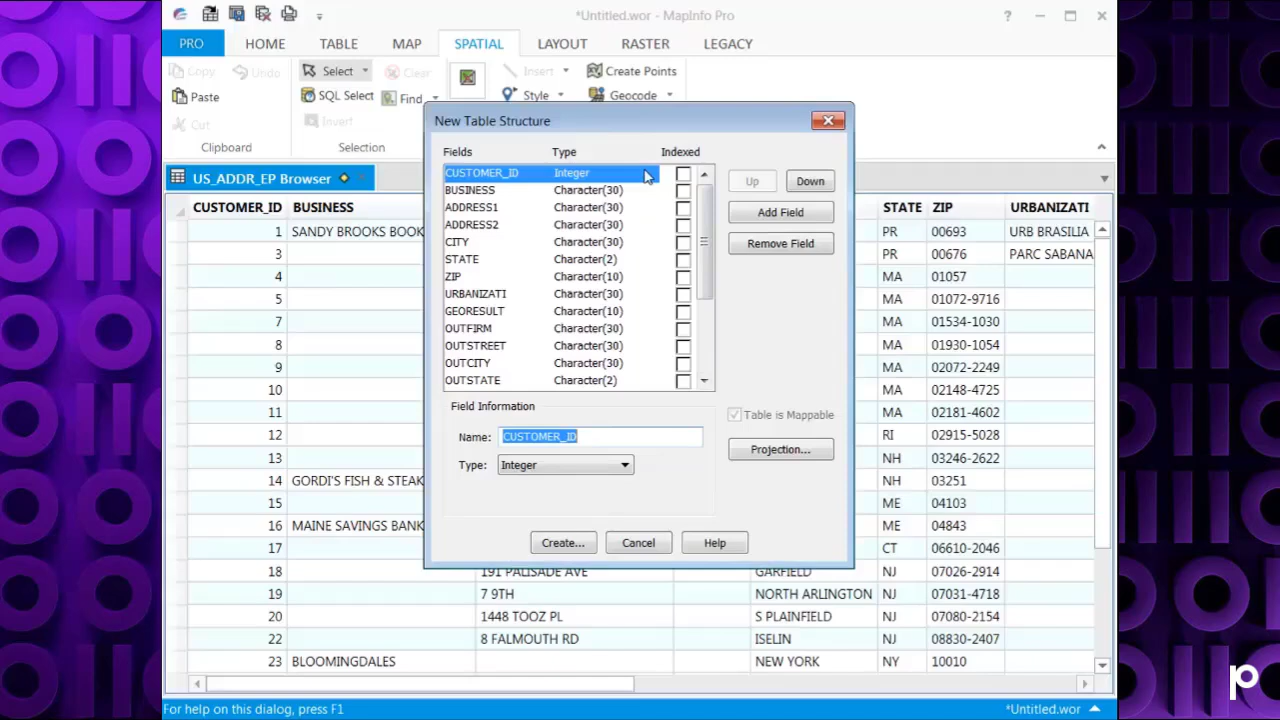 *Untitled.wor - MapInfo Pro
PRO HOME TABLE MAP SPATIAL LAYOUT RASTER LEGACY
Copy Undo Select Clear Insert Create Points
Paste SQL Select Find Style Geocode
Cut Invert
Clipboard Selection
New Table Structure
Fields Type Indexed
CUSTOMER_ID Integer
BUSINESS Character(30)
ADDRESS1 Character(30)
ADDRESS2 Character(30)
CITY Character(30)
STATE Character(2)
ZIP Character(10)
URBANIZATI Character(30)
GEORESULT Character(10)
OUTFIRM Character(30)
OUTSTREET Character(30)
OUTCITY Character(30)
OUTSTATE Character(2)
Up Down
Add Field
Remove Field
Table is Mappable
Projection...
Field Information
Name: CUSTOMER_ID
Type: Integer
Create... Cancel Help
US_ADDR_EP Browser
CUSTOMER_ID BUSINESS STATE ZIP URBANIZATI
1 SANDY BROOKS BOOK PR 00693 URB BRASILIA
3 PR 00676 PARC SABANA
4 MA 01057
5 MA 01072-9716
7 MA 01534-1030
8 MA 01930-1054
9 MA 02072-2249
10 MA 02148-4725
11 MA 02181-4602
12 RI 02915-5028
13 NH 03246-2622
14 GORDI'S FISH & STEAK NH 03251
15 ME 04103
16 MAINE SAVINGS BANK ME 04843
17 CT 06610-2046
18 191 PALISADE AVE GARFIELD NJ 07026-2914
19 7 9TH NORTH ARLINGTON NJ 07031-4718
20 1448 TOOZ PL S PLAINFIELD NJ 07080-2154
22 8 FALMOUTH RD ISELIN NJ 08830-2407
23 BLOOMINGDALES NEW YORK NY 10010
For help on this dialog, press F1 *Untitled.wor